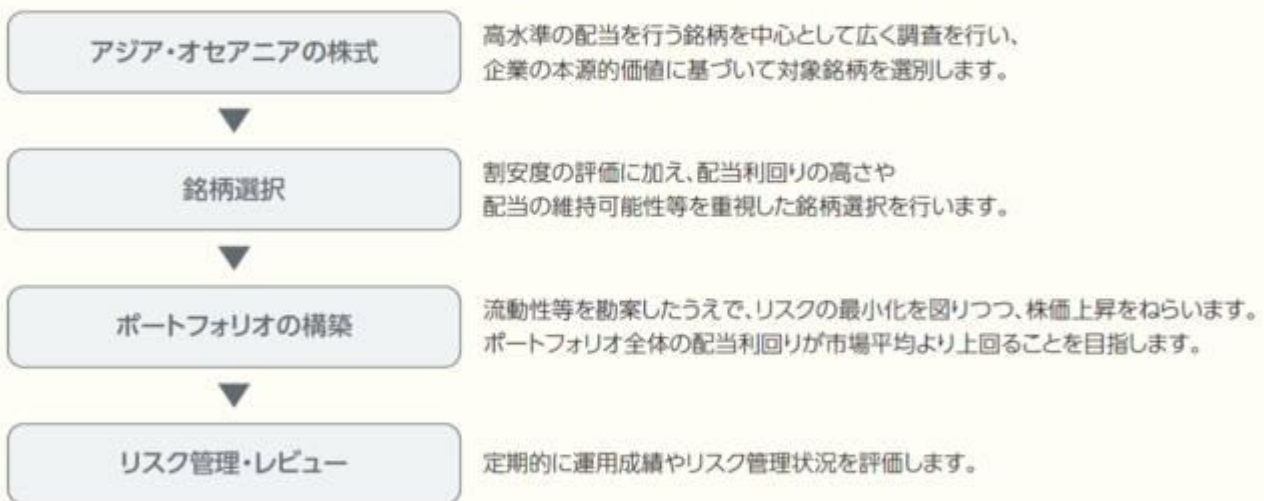 アジア・オセアニアの株式
高水準の配当を行う銘柄を中心として広く調査を行い、
企業の本源的価値に基づいて対象銘柄を選別します。
銘柄選択
割安度の評価に加え、配当利回りの高さや
配当の維持可能性等を重視した銘柄選択を行います。
ポートフォリオの構築
流動性等を勘案したうえで、リスクの最小化を図りつつ、株価上昇をねらいます。
ポートフォリオ全体の配当利回りが市場平均より上回ることを目指します。
リスク管理・レビュー
定期的に運用成績やリスク管理状況を評価します。